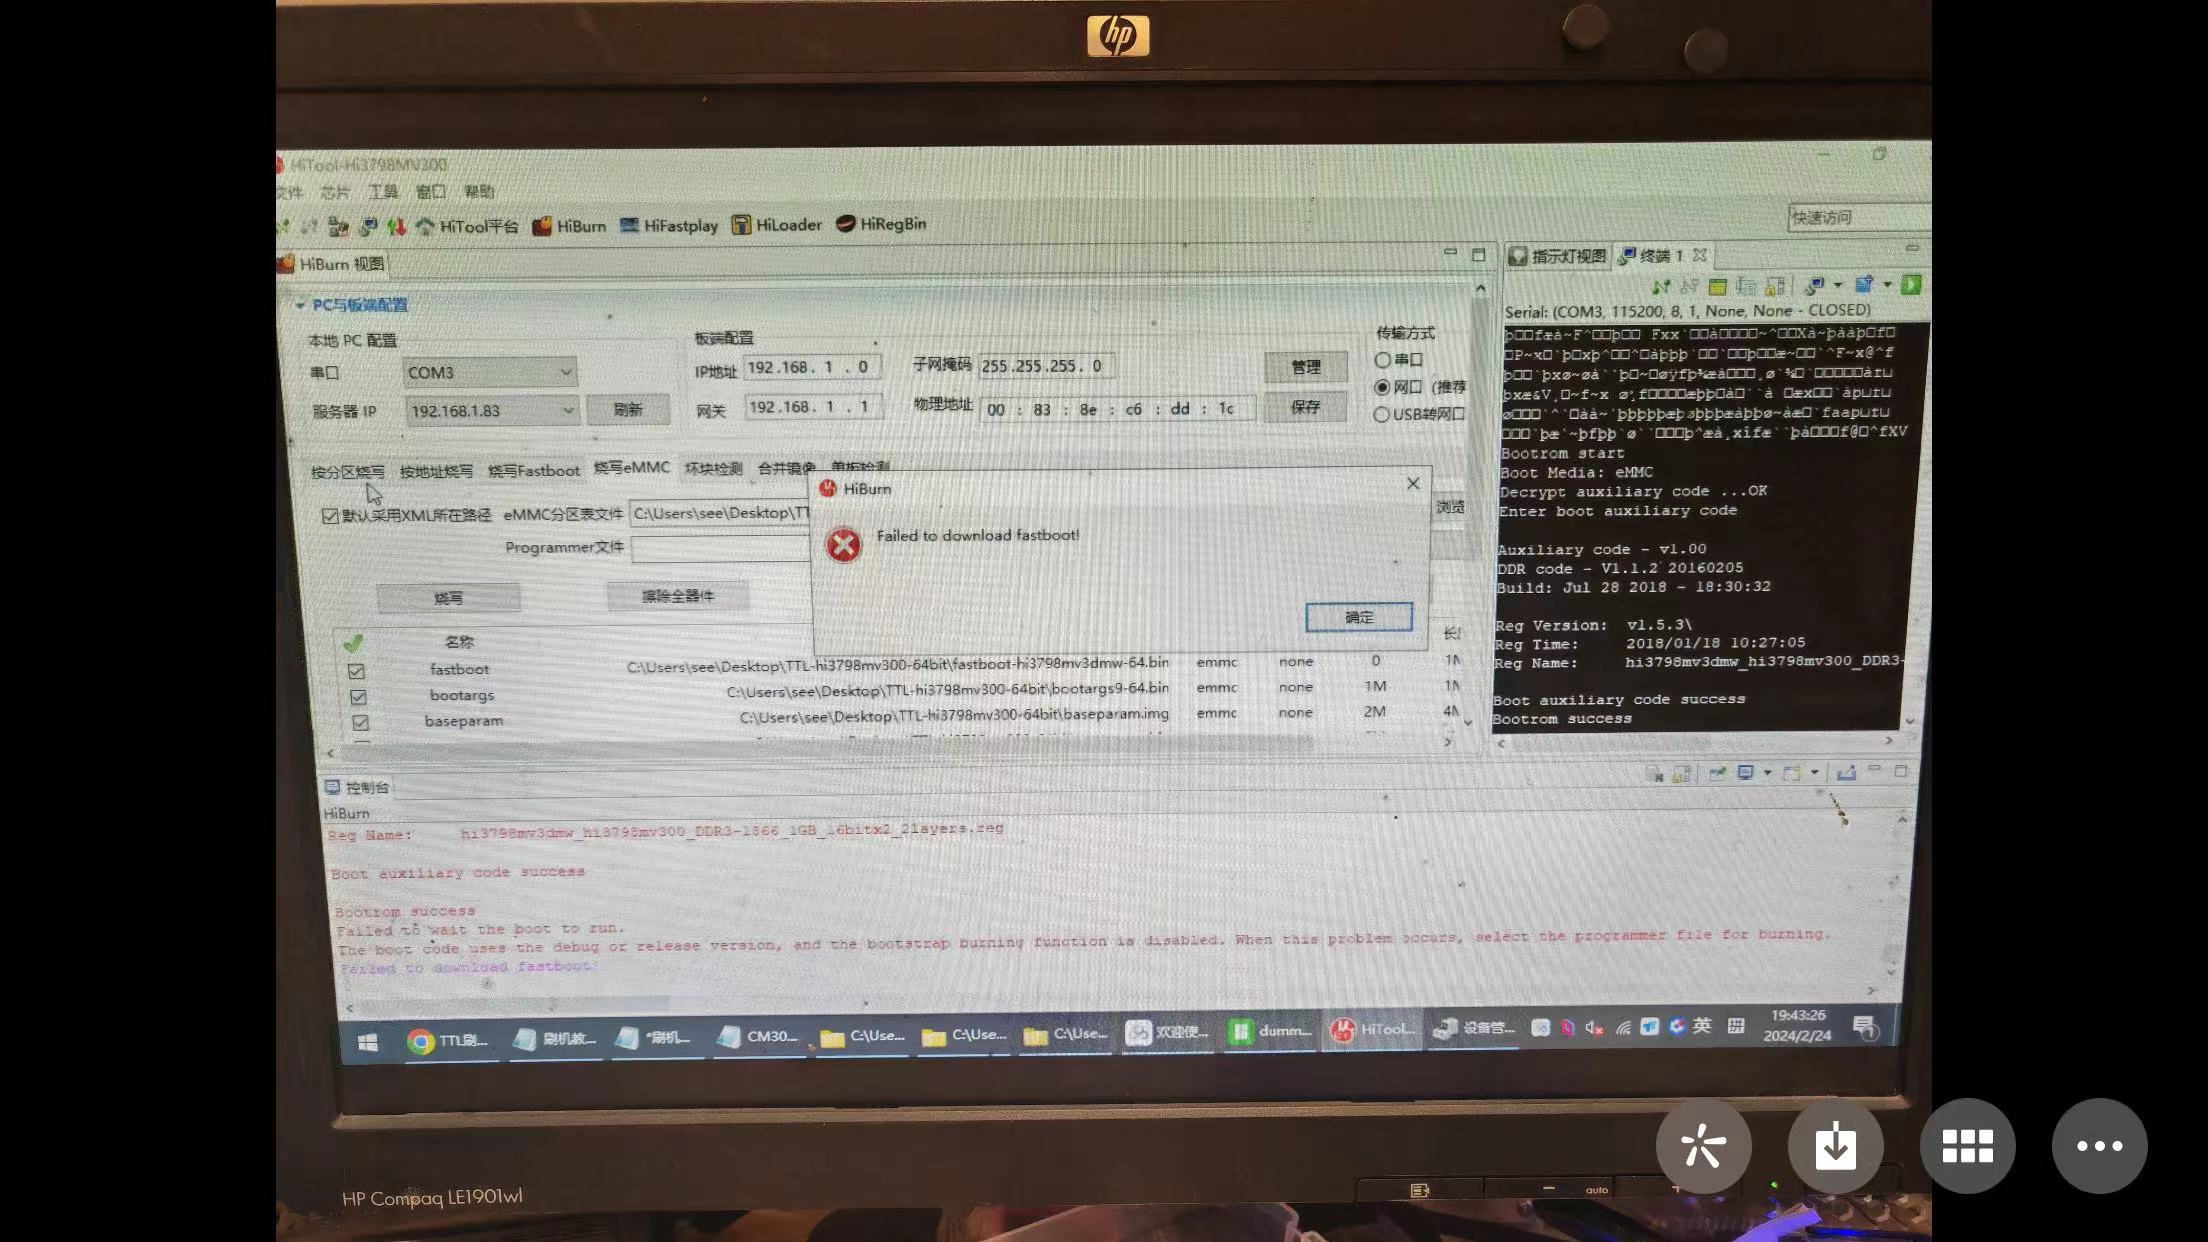 hp
HiTool-Hi3798MV300
文件 芯片 工具 窗口 帮助
HiTool平台 HiBurn HiFastplay HiLoader HiRegBin
快速访问
HiBurn 视图
指示灯视图 终端 1
PC与板端配置
本地 PC 配置
串口 COM3
服务器 IP 192.168.1.83 刷新
板端配置
IP地址 192.168. 1 . 0 子网掩码 255.255.255. 0 管理
网关 192.168. 1 . 1 物理地址 00 : 83 : 8e : c6 : dd : 1c 保存
传输方式
串口
网口（推荐
USB转网口
按分区烧写 按地址烧写 烧写Fastboot 烧写eMMC 坏块检测 合并镜像 单板检测
默认采用XML所在路径 eMMC分区表文件 C:\Users\see\Desktop\TT 浏览
Programmer文件
烧写 擦除全器件
HiBurn
Failed to download fastboot!
确定
名称
fastboot C:\Users\see\Desktop\TTL-hi3798mv300-64bit\fastboot-hi3798mv3dmw-64.bin emmc none 0 1M
bootargs C:\Users\see\Desktop\TTL-hi3798mv300-64bit\bootargs9-64.bin emmc none 1M 1M
baseparam C:\Users\see\Desktop\TTL-hi3798mv300-64bit\baseparam.img emmc none 2M 4M
Serial: (COM3, 115200, 8, 1, None, None - CLOSED)
Bootrom start
Boot Media: eMMC
Decrypt auxiliary code ...OK
Enter boot auxiliary code
Auxiliary code - v1.00
DDR code - V1.1.2 20160205
Build: Jul 28 2018 - 18:30:32
Reg Version: v1.5.3\
Reg Time: 2018/01/18 10:27:05
Reg Name: hi3798mv3dmw_hi3798mv300_DDR3-
Boot auxiliary code success
Bootrom success
控制台
HiBurn
Reg Name: hi3798mv3dmw_hi3798mv300_DDR3-1866_1GB_16bitx2_2layers.reg
Boot auxiliary code success
Bootrom success
Failed to wait the boot to run.
The boot code uses the debug or release version, and the bootstrap burning function is disabled. When this problem occurs, select the programmer file for burning.
Failed to download fastboot!
TTL刷... 刷机教... *刷机... CM30... C:\Use... C:\Use... C:\Use... 欢迎使... dumm... HiTool... 设备管... 英 拼
19:43:26
2024/2/24
HP Compaq LE1901wl
auto